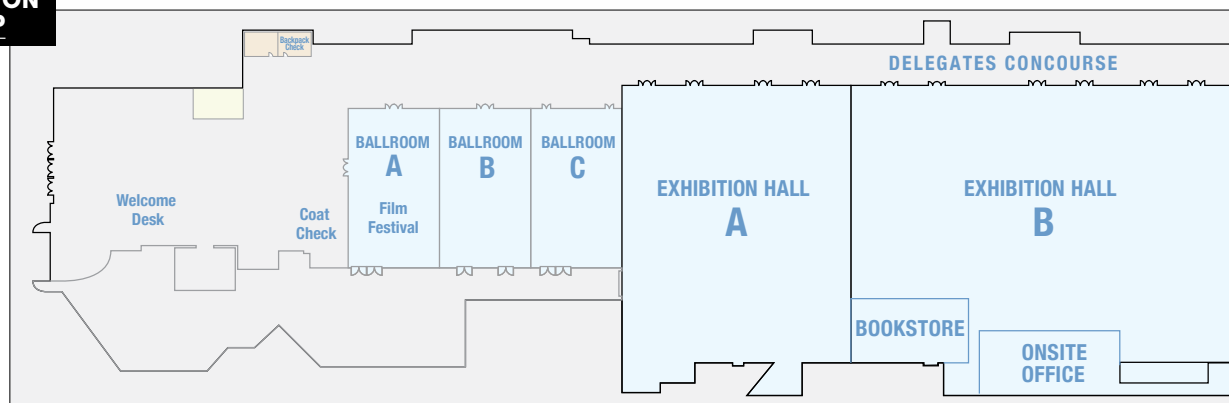 ON
Backpack
Check
DELEGATES CONCOURSE
BALLROOM
A
Film
Festival
BALLROOM
B
BALLROOM
C
EXHIBITION HALL
A
EXHIBITION HALL
B
Welcome
Desk
Coat
Check
BOOKSTORE
ONSITE
OFFICE